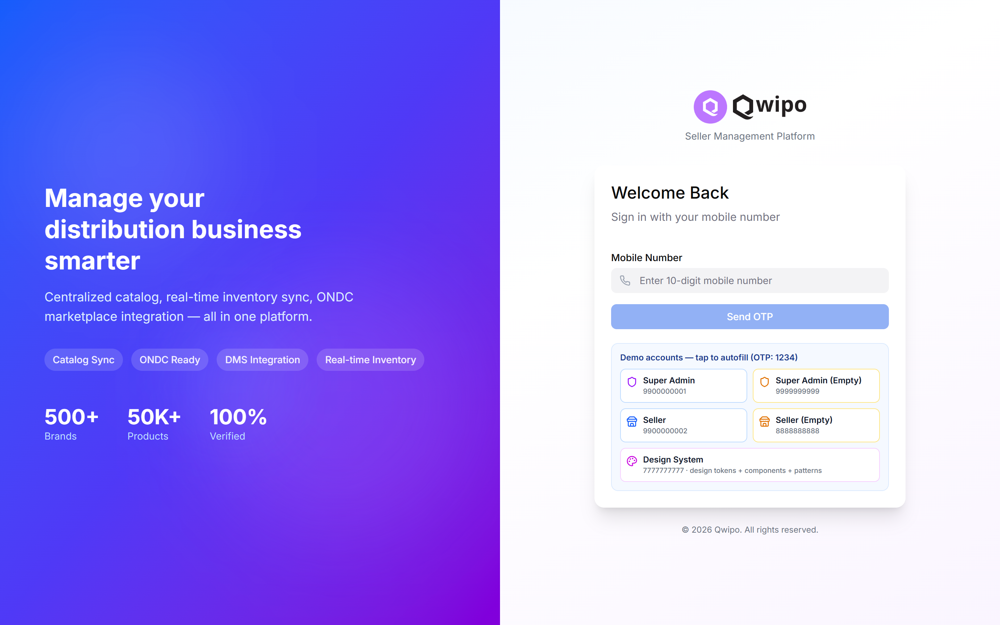 Manage your
distribution business
smarter
Centralized catalog, real-time inventory sync, ONDC
marketplace integration — all in one platform.
Catalog Sync
ONDC Ready
DMS Integration
Real-time Inventory
500+
Brands
50K+
Products
100%
Verified
Qwipo
Seller Management Platform
Welcome Back
Sign in with your mobile number
Mobile Number
Enter 10-digit mobile number
Send OTP
Demo accounts — tap to autofill (OTP: 1234)
Super Admin
9900000001
Super Admin (Empty)
9999999999
Seller
9900000002
Seller (Empty)
8888888888
Design System
7777777777 · design tokens + components + patterns
© 2026 Qwipo. All rights reserved.